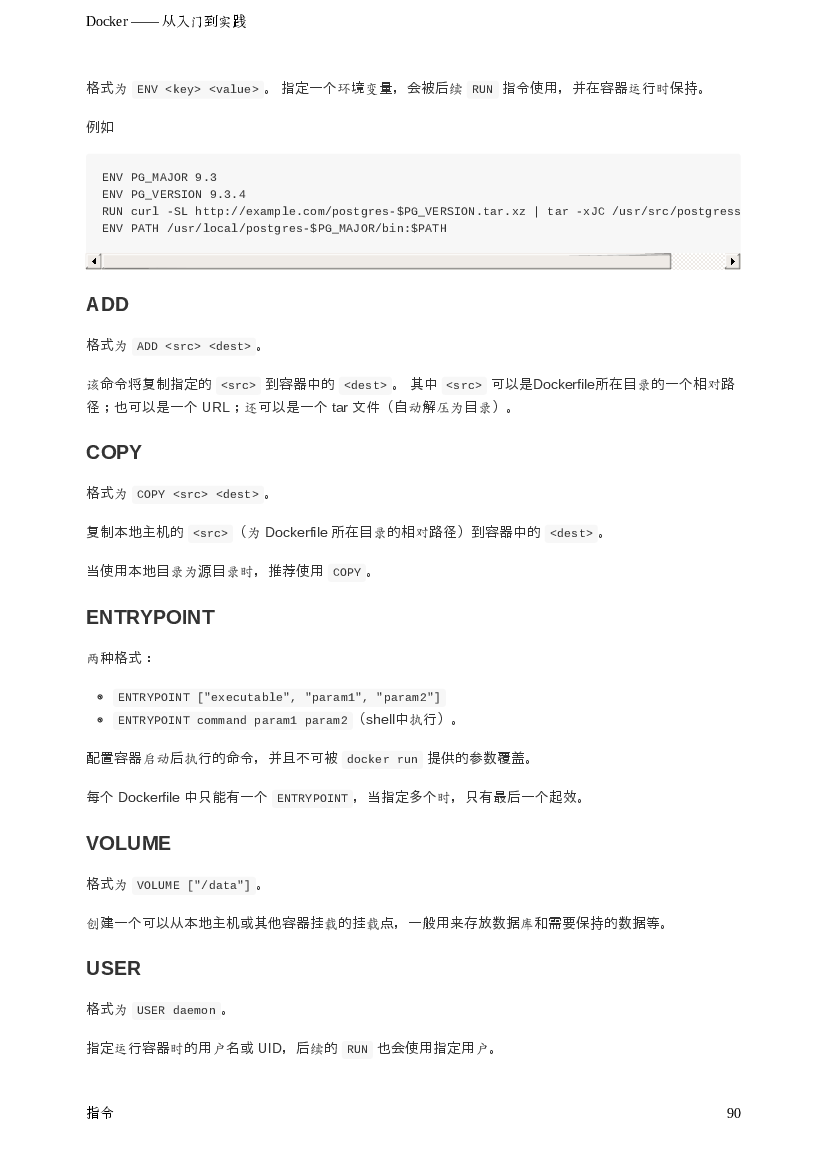 Docker —— 从入门到实践
格式为 ENV <key> <value> 。 指定一个环境变量，会被后续 RUN 指令使用，并在容器运行时保持。
例如
ENV PG_MAJOR 9.3
ENV PG_VERSION 9.3.4
RUN curl -SL http://example.com/postgres-$PG_VERSION.tar.xz | tar -xJC /usr/src/postgress
ENV PATH /usr/local/postgres-$PG_MAJOR/bin:$PATH
ADD
格式为 ADD <src> <dest> 。
该命令将复制指定的 <src> 到容器中的 <dest> 。 其中 <src> 可以是Dockerfile所在目录的一个相对路
径；也可以是一个 URL；还可以是一个 tar 文件（自动解压为目录）。
COPY
格式为 COPY <src> <dest> 。
复制本地主机的 <src> （为 Dockerfile 所在目录的相对路径）到容器中的 <dest> 。
当使用本地目录为源目录时，推荐使用 COPY 。
ENTRYPOINT
两种格式：
• ENTRYPOINT ["executable", "param1", "param2"]
• ENTRYPOINT command param1 param2 （shell中执行）。
配置容器启动后执行的命令，并且不可被 docker run 提供的参数覆盖。
每个 Dockerfile 中只能有一个 ENTRYPOINT ，当指定多个时，只有最后一个起效。
VOLUME
格式为 VOLUME ["/data"] 。
创建一个可以从本地主机或其他容器挂载的挂载点，一般用来存放数据库和需要保持的数据等。
USER
格式为 USER daemon 。
指定运行容器时的用户名或 UID，后续的 RUN 也会使用指定用户。
指令 90